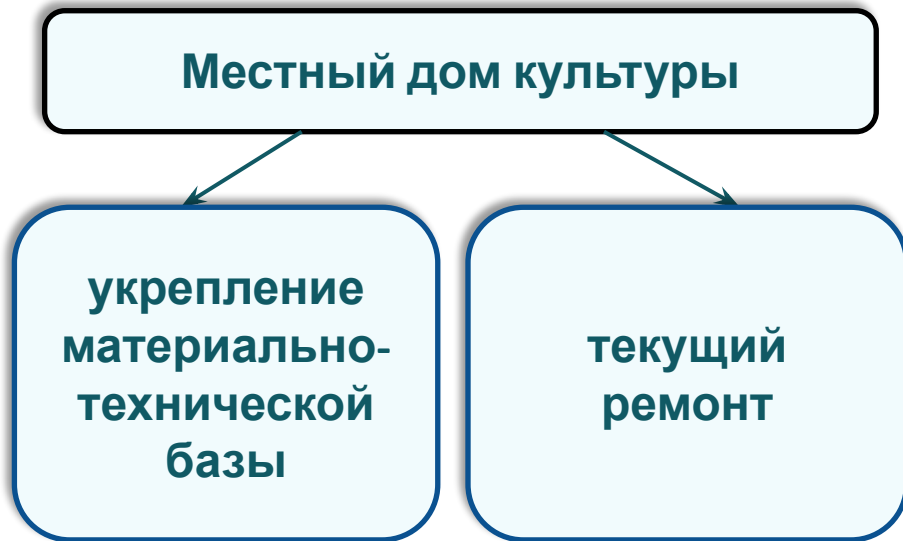 Местный дом культуры
укрепление
материально-
технической
базы
текущий
ремонт